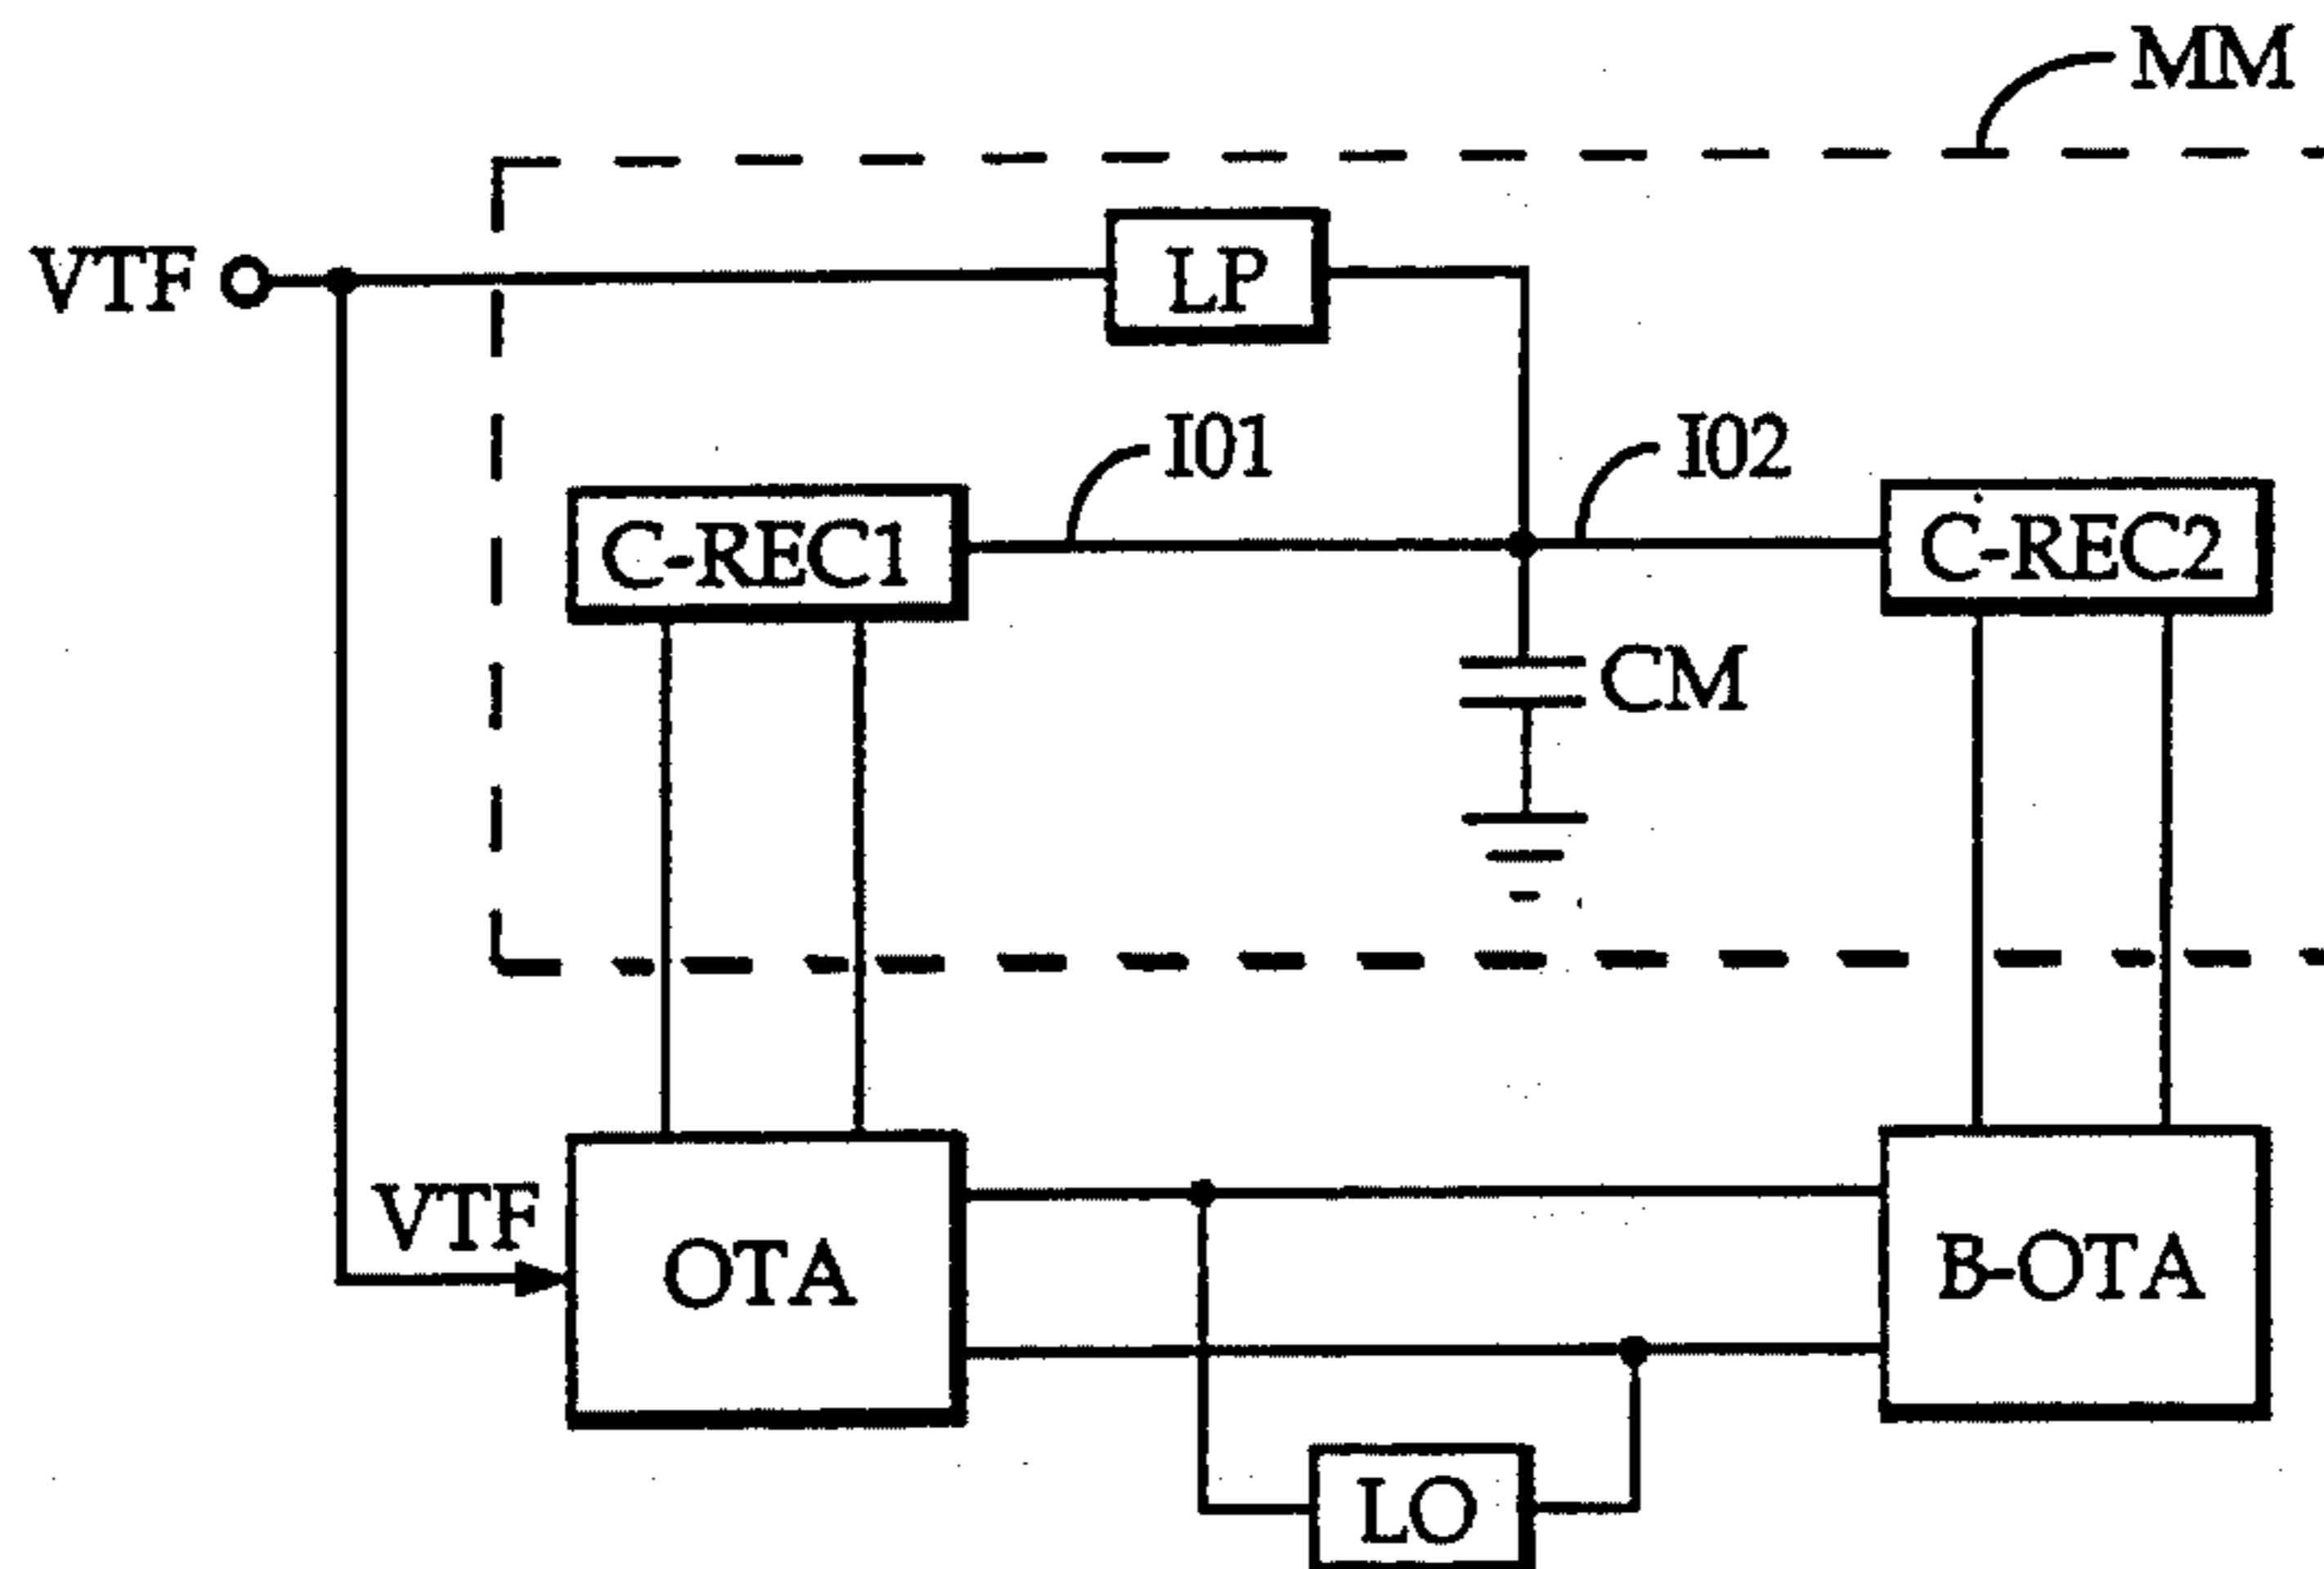 MM
VTF
LP
I01
I02
C-REC1
C-REC2
CM
VTF
OTA
B-OTA
LO